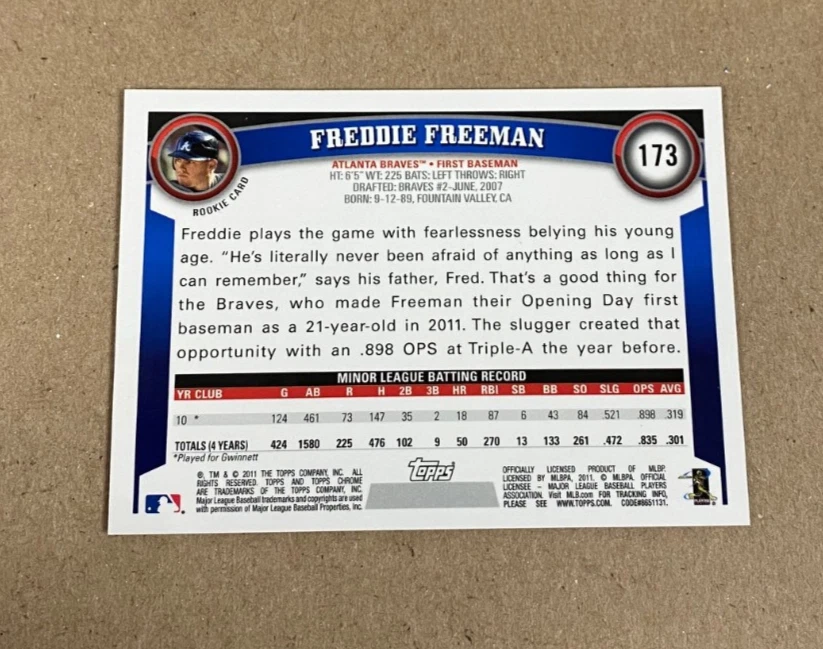 FREDDIE FREEMAN
173
ROOKIE CARD
ATLANTA BRAVES™ • FIRST BASEMAN
HT: 6'5" WT: 225 BATS: LEFT THROWS: RIGHT
DRAFTED: BRAVES #2-JUNE, 2007
BORN: 9-12-89, FOUNTAIN VALLEY, CA
Freddie plays the game with fearlessness belying his young
age. "He's literally never been afraid of anything as long as I
can remember," says his father, Fred. That's a good thing for
the Braves, who made Freeman their Opening Day first
baseman as a 21-year-old in 2011. The slugger created that
opportunity with an .898 OPS at Triple-A the year before.
MINOR LEAGUE BATTING RECORD
YR CLUB G AB R H 2B 3B HR RBI SB BB SO SLG OPS AVG
10 * 124 461 73 147 35 2 18 87 6 43 84 .521 .898 .319
TOTALS (4 YEARS) 424 1580 225 476 102 9 50 270 13 133 261 .472 .835 .301
*Played for Gwinnett
®, TM & © 2011 THE TOPPS COMPANY, INC. ALL
RIGHTS RESERVED. TOPPS AND TOPPS CHROME
ARE TRADEMARKS OF THE TOPPS COMPANY, INC.
Major League Baseball trademarks and copyrights are used
with permission of Major League Baseball Properties, Inc.
Topps
OFFICIALLY LICENSED PRODUCT OF MLBP.
LICENSED BY MLBPA, 2011. © MLBPA, OFFICIAL
LICENSEE – MAJOR LEAGUE BASEBALL PLAYERS
ASSOCIATION. Visit MLB.com FOR TRACKING INFO,
PLEASE SEE WWW.TOPPS.COM. CODE#8651131.